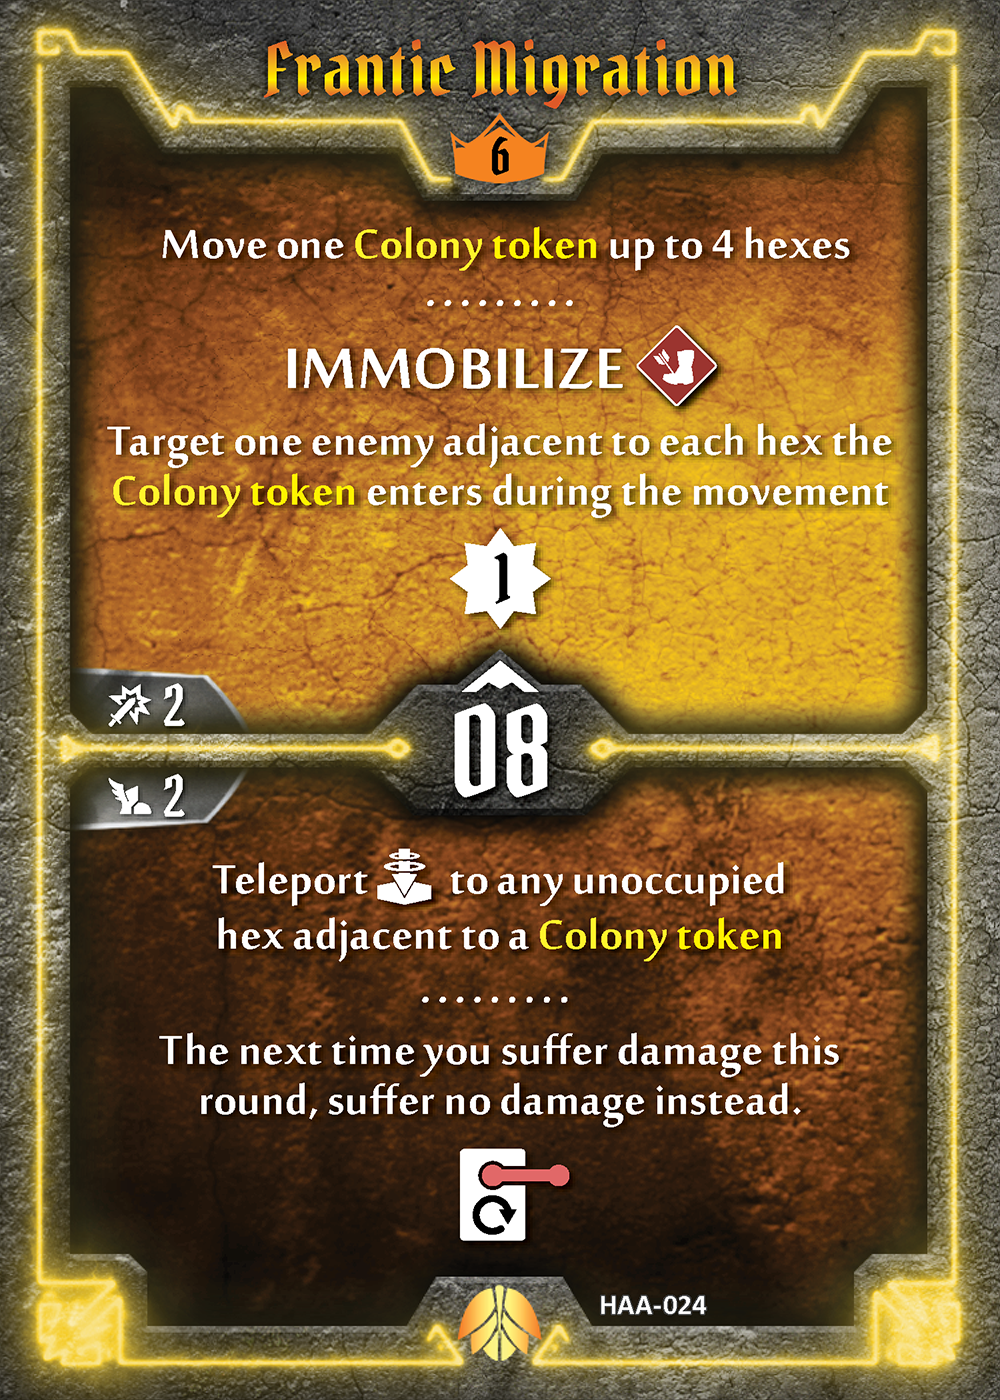 Frantic Migration
6
Move one Colony token up to 4 hexes
.........
IMMOBILIZE
Target one enemy adjacent to each hex the
Colony token enters during the movement
1
2
08
2
Teleport to any unoccupied
hex adjacent to a Colony token
.........
The next time you suffer damage this
round, suffer no damage instead.
HAA-024